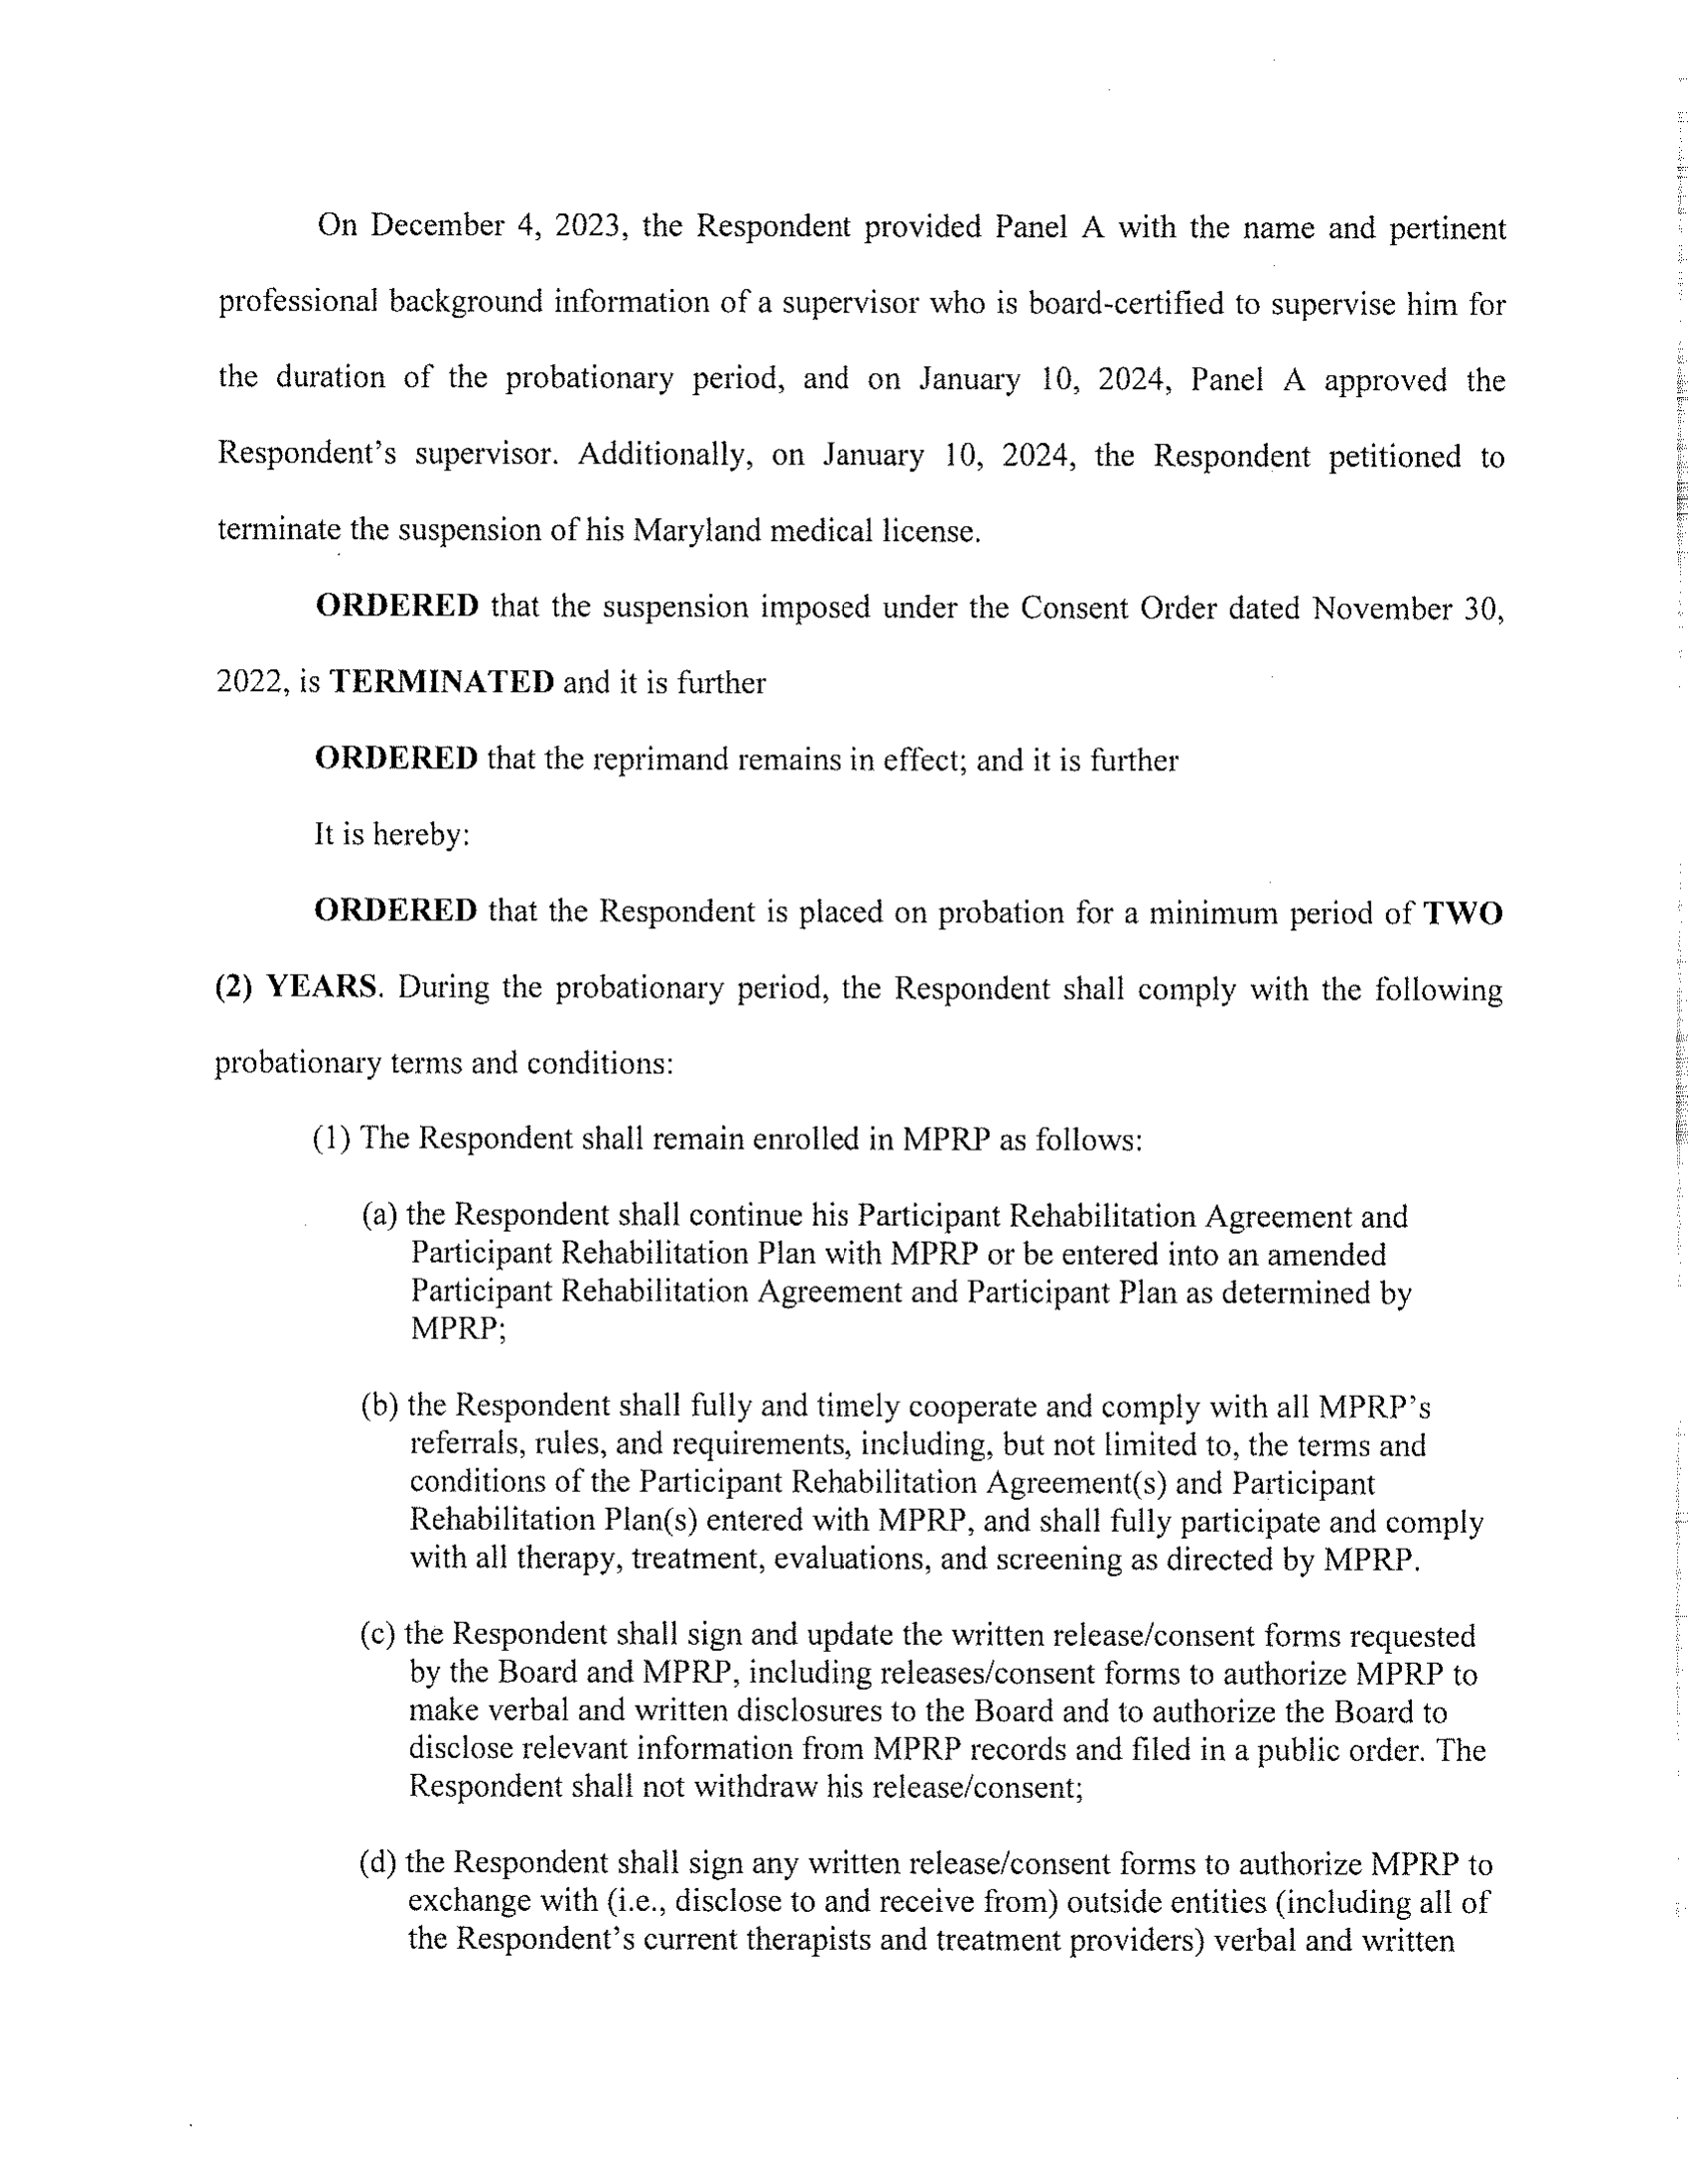 On December 4, 2023, the Respondent provided Panel A with the name and pertinent
professional background information of a supervisor who is board-certified to supervise him for
the duration of the probationary period, and on January 10, 2024, Panel A approved the
Respondent's supervisor. Additionally, on January 10, 2024, the Respondent petitioned to
terminate the suspension of his Maryland medical license.
ORDERED that the suspension imposed under the Consent Order dated November 30,
2022, is TERMINATED and it is further
ORDERED that the reprimand remains in effect; and it is further
It is hereby:
ORDERED that the Respondent is placed on probation for a minimum period of TWO
(2) YEARS. During the probationary period, the Respondent shall comply with the following
probationary terms and conditions:
(1) The Respondent shall remain enrolled in MPRP as follows:
(a) the Respondent shall continue his Participant Rehabilitation Agreement and
Participant Rehabilitation Plan with MPRP or be entered into an amended
Participant Rehabilitation Agreement and Participant Plan as determined by
MPRP;
(b) the Respondent shall fully and timely cooperate and comply with all MPRP's
referrals, rules, and requirements, including, but not limited to, the terms and
conditions of the Participant Rehabilitation Agreement(s) and Participant
Rehabilitation Plan(s) entered with MPRP, and shall fully participate and comply
with all therapy, treatment, evaluations, and screening as directed by MPRP.
(c) the Respondent shall sign and update the written release/consent forms requested
by the Board and MPRP, including releases/consent forms to authorize MPRP to
make verbal and written disclosures to the Board and to authorize the Board to
disclose relevant information from MPRP records and filed in a public order. The
Respondent shall not withdraw his release/consent;
(d) the Respondent shall sign any written release/consent forms to authorize MPRP to
exchange with (i.e., disclose to and receive from) outside entities (including all of
the Respondent's current therapists and treatment providers) verbal and written